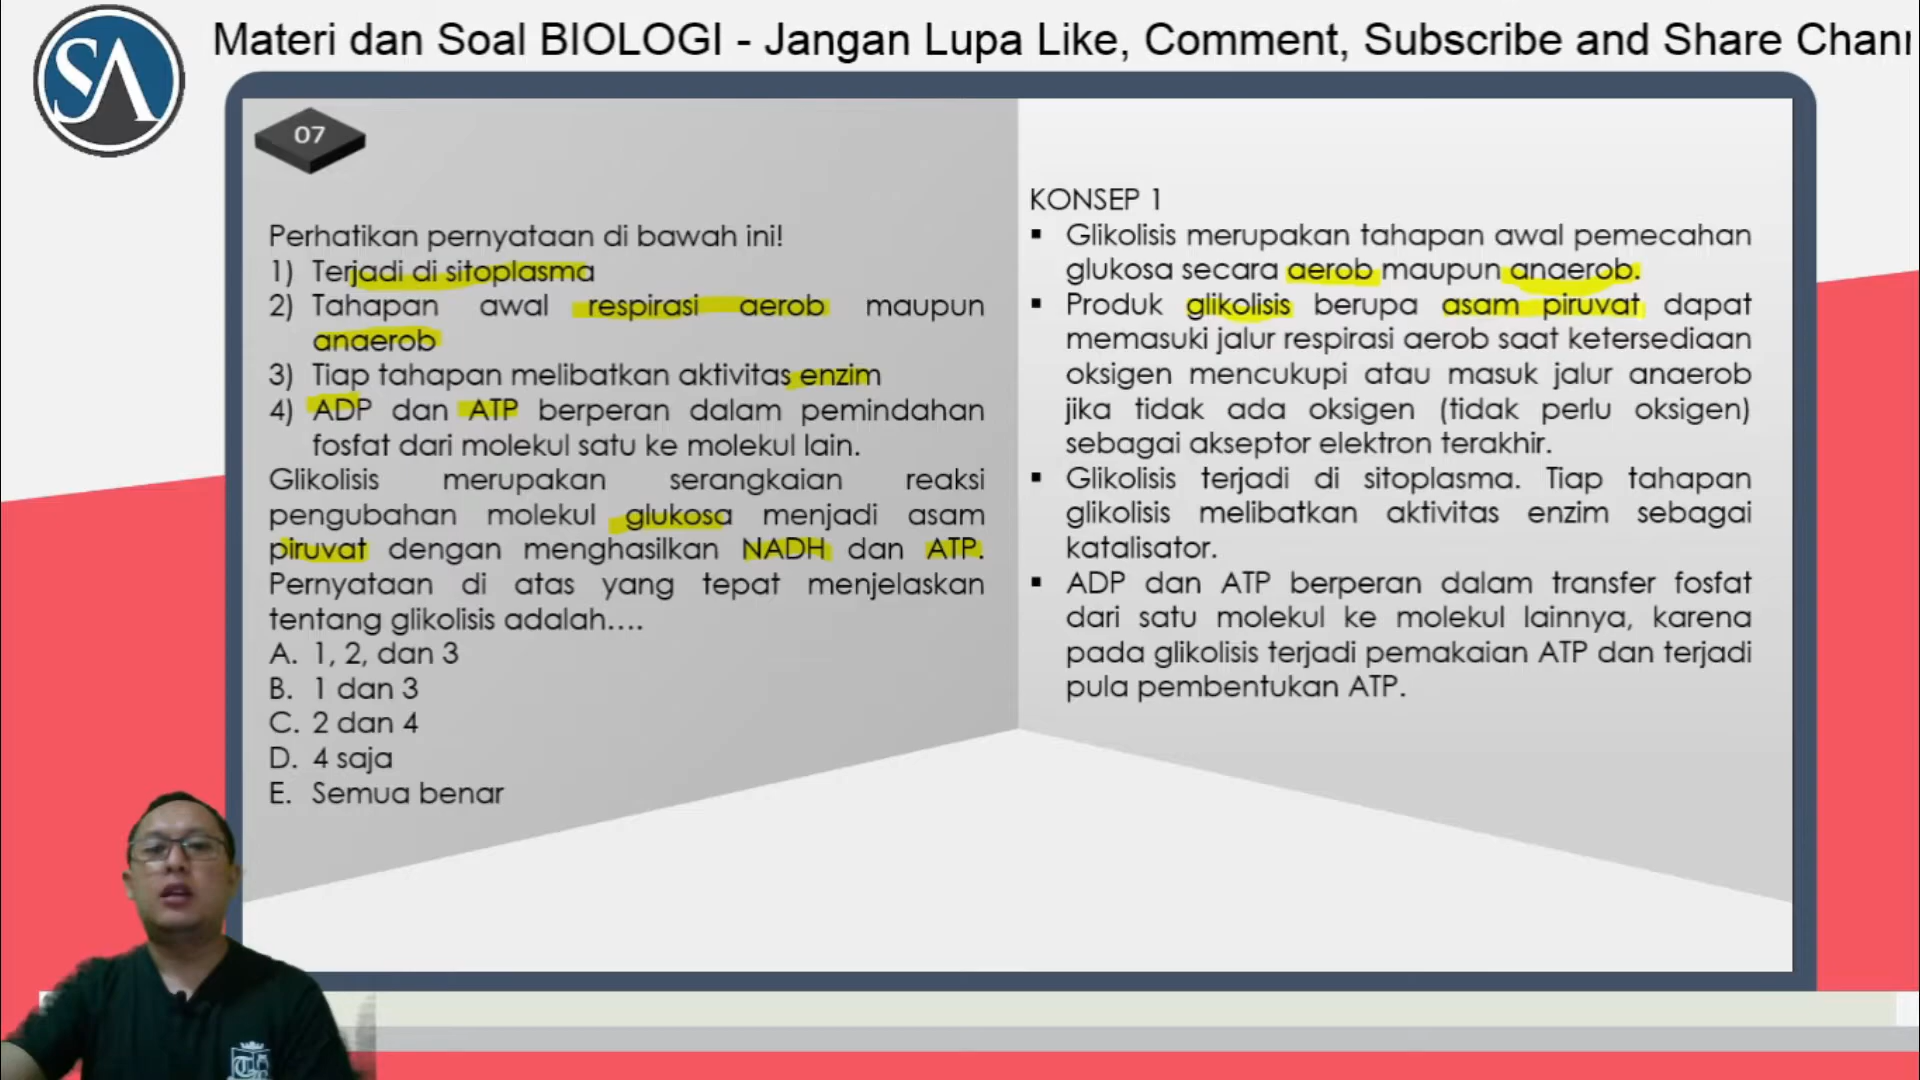 SA
Materi dan Soal BIOLOGI - Jangan Lupa Like, Comment, Subscribe and Share Chan
07
Perhatikan pernyataan di bawah ini!
1) Terjadi di sitoplasma
2) Tahapan awal respirasi aerob maupun
anaerob
3) Tiap tahapan melibatkan aktivitas enzim
4) ADP dan ATP berperan dalam pemindahan
fosfat dari molekul satu ke molekul lain.
Glikolisis merupakan serangkaian reaksi
pengubahan molekul glukosa menjadi asam
piruvat dengan menghasilkan NADH dan ATP.
Pernyataan di atas yang tepat menjelaskan
tentang glikolisis adalah....
A. 1, 2, dan 3
B. 1 dan 3
C. 2 dan 4
D. 4 saja
E. Semua benar
KONSEP 1
▪ Glikolisis merupakan tahapan awal pemecahan
glukosa secara aerob maupun anaerob.
▪ Produk glikolisis berupa asam piruvat dapat
memasuki jalur respirasi aerob saat ketersediaan
oksigen mencukupi atau masuk jalur anaerob
jika tidak ada oksigen (tidak perlu oksigen)
sebagai akseptor elektron terakhir.
▪ Glikolisis terjadi di sitoplasma. Tiap tahapan
glikolisis melibatkan aktivitas enzim sebagai
katalisator.
▪ ADP dan ATP berperan dalam transfer fosfat
dari satu molekul ke molekul lainnya, karena
pada glikolisis terjadi pemakaian ATP dan terjadi
pula pembentukan ATP.